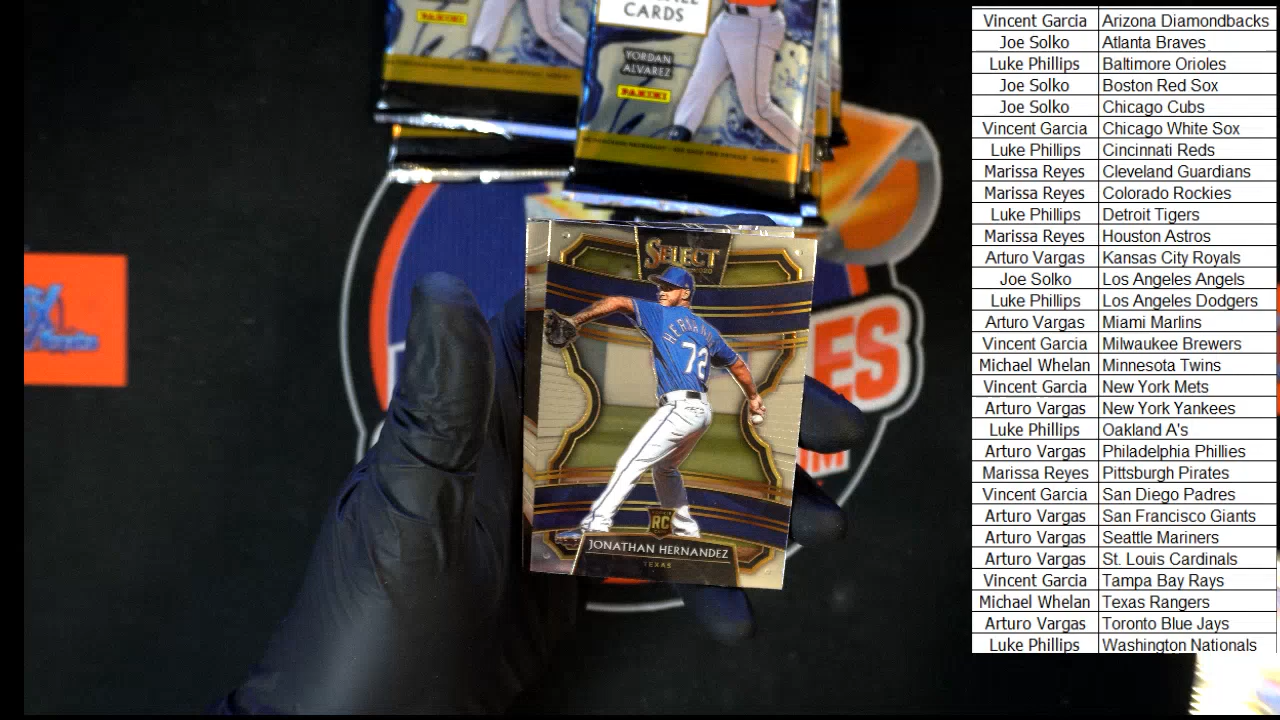 CARDS
YORDAN
ALVAREZ
PANINI
PANINI
SELECT
2020
HERNANDEZ
72
RC
JONATHAN HERNANDEZ
TEXAS
ES
Vincent Garcia Arizona Diamondbacks
Joe Solko Atlanta Braves
Luke Phillips Baltimore Orioles
Joe Solko Boston Red Sox
Joe Solko Chicago Cubs
Vincent Garcia Chicago White Sox
Luke Phillips Cincinnati Reds
Marissa Reyes Cleveland Guardians
Marissa Reyes Colorado Rockies
Luke Phillips Detroit Tigers
Marissa Reyes Houston Astros
Arturo Vargas Kansas City Royals
Joe Solko Los Angeles Angels
Luke Phillips Los Angeles Dodgers
Arturo Vargas Miami Marlins
Vincent Garcia Milwaukee Brewers
Michael Whelan Minnesota Twins
Vincent Garcia New York Mets
Arturo Vargas New York Yankees
Luke Phillips Oakland A's
Arturo Vargas Philadelphia Phillies
Marissa Reyes Pittsburgh Pirates
Vincent Garcia San Diego Padres
Arturo Vargas San Francisco Giants
Arturo Vargas Seattle Mariners
Arturo Vargas St. Louis Cardinals
Vincent Garcia Tampa Bay Rays
Michael Whelan Texas Rangers
Arturo Vargas Toronto Blue Jays
Luke Phillips Washington Nationals